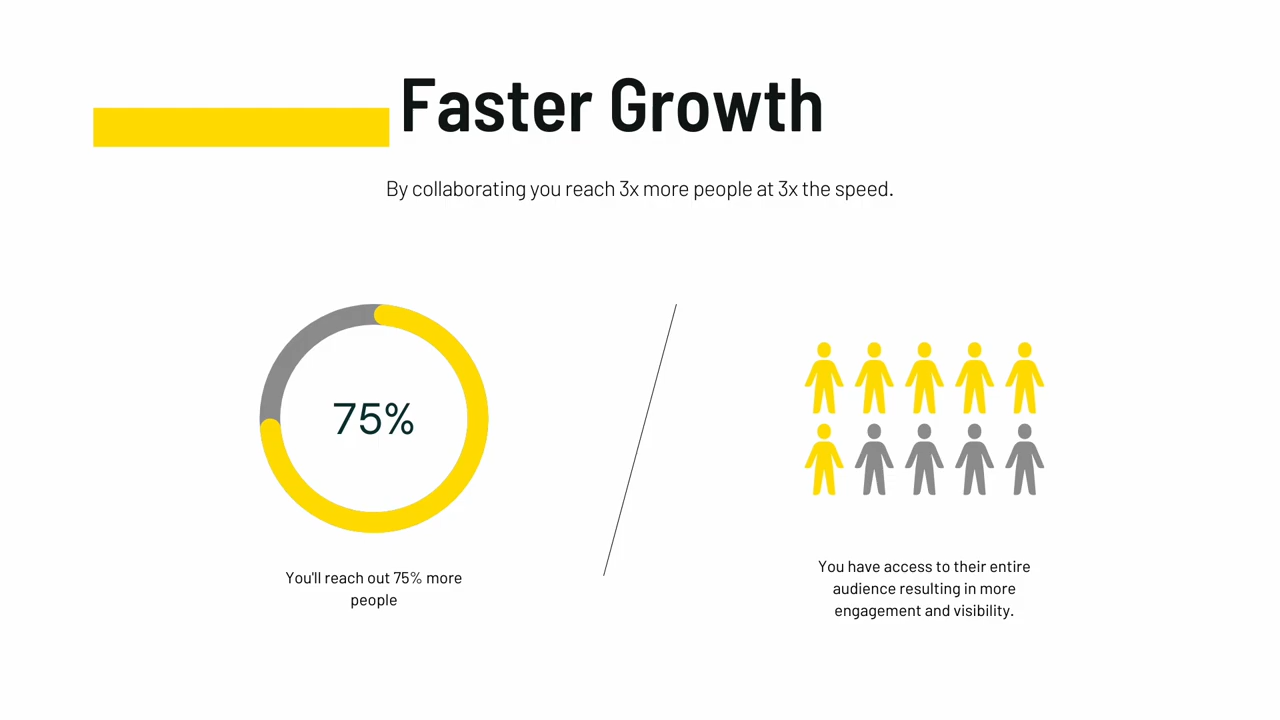 Faster Growth
By collaborating you reach 3x more people at 3x the speed.
75%
You'll reach out 75% more
people
You have access to their entire
audience resulting in more
engagement and visibility.